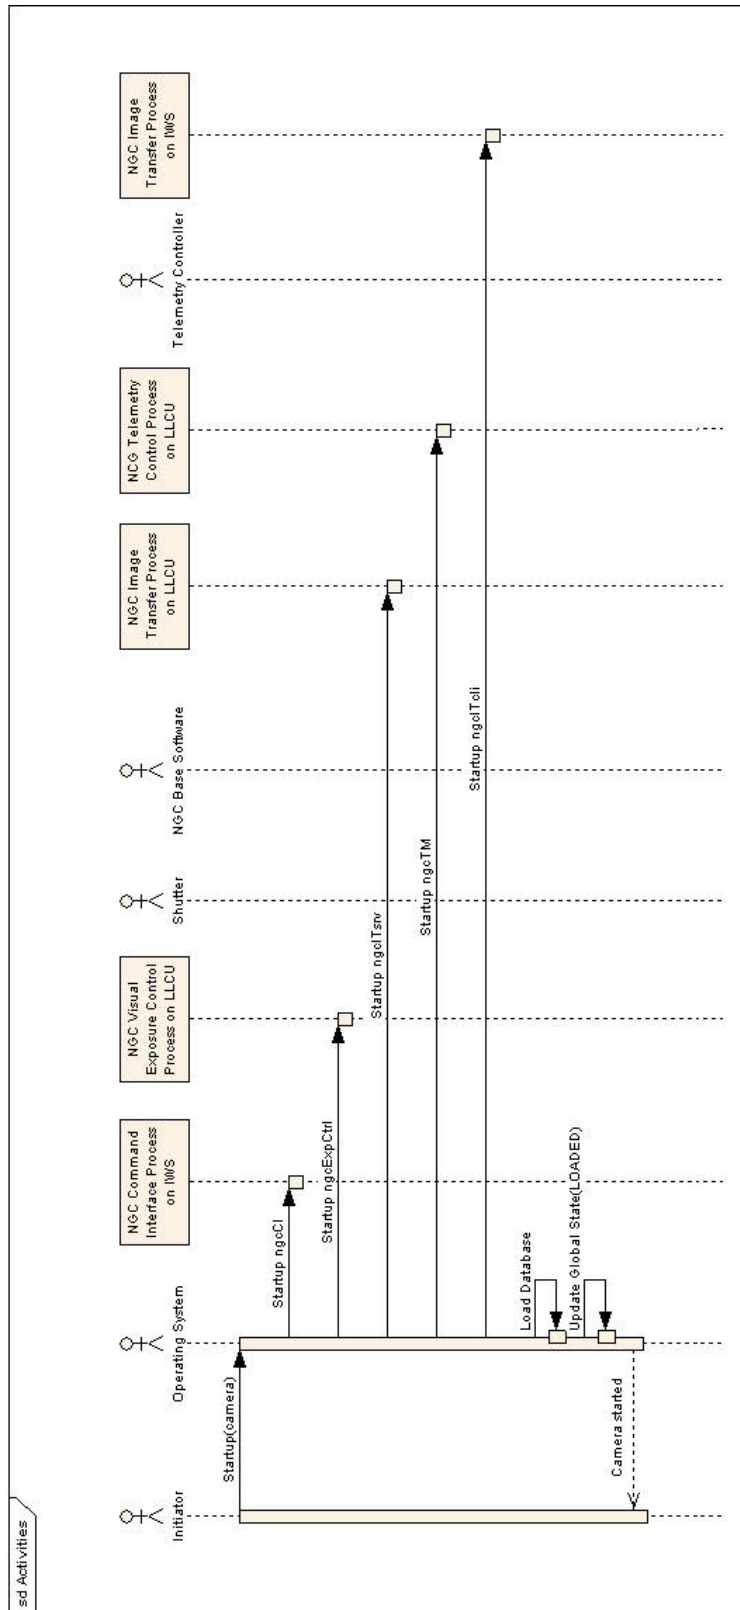 sd Activities
Initiator
Operating System
NGC Command
Interface Process
on IWS
NGC Visual
Exposure Control
Process on LLCU
Shutter
NGC Base Software
NGC Image
Transfer Process
on LLCU
NCG Telemetry
Control Process
on LLCU
Telemetry Controller
NGC Image
Transfer Process
on IWS
Startup(camera)
Startup ngcCI
Startup ngcExpCtrl
Startup ngcITsrv
Startup ngcTM
Startup ngcITcli
Load Database
Update Global State(LOADED)
Camera started